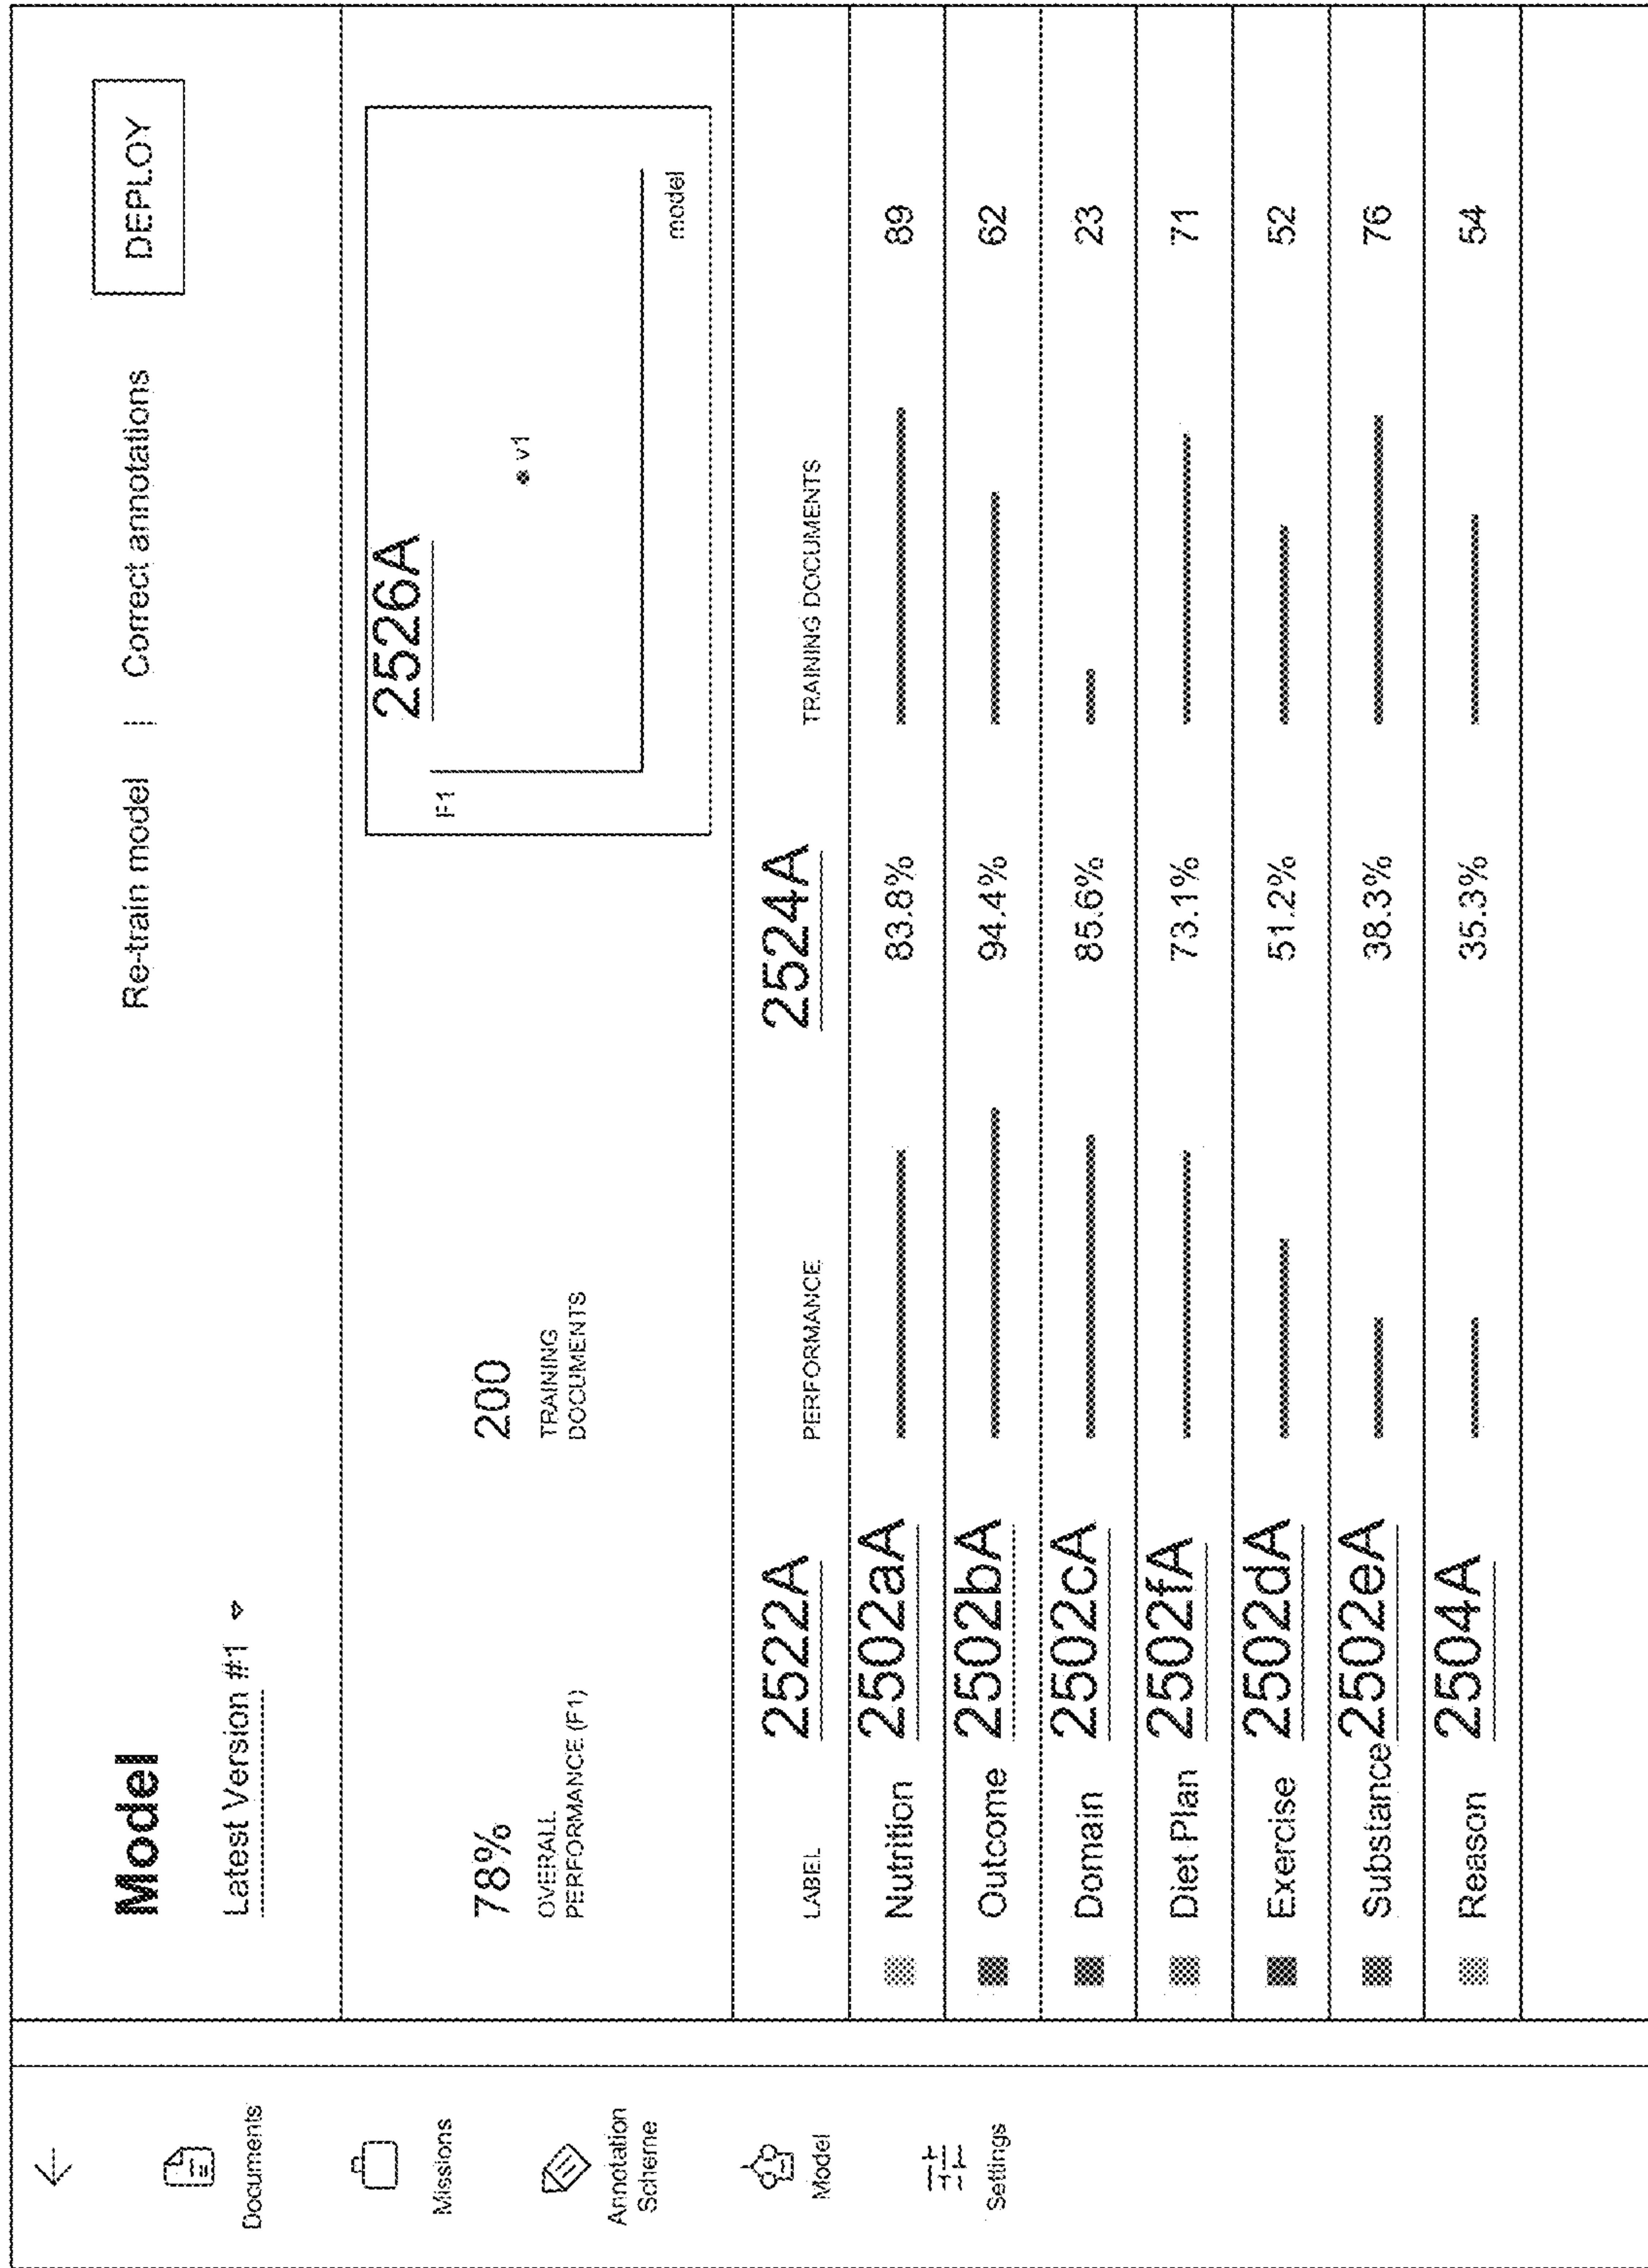 Documents
Missions
Annotation
Scheme
Model
Settings
Model
Re-train model | Correct annotations
DEPLOY
Latest Version #1
78%
OVERALL
PERFORMANCE (F1)
200
TRAINING
DOCUMENTS
2526A
F1
v1
model
LABEL 2522A PERFORMANCE 2524A TRAINING DOCUMENTS
Nutrition 2502aA 83.8% 89
Outcome 2502bA 94.4% 62
Domain 2502cA 85.6% 23
Diet Plan 2502fA 73.1% 71
Exercise 2502dA 51.2% 52
Substance 2502eA 38.3% 76
Reason 2504A 35.3% 54